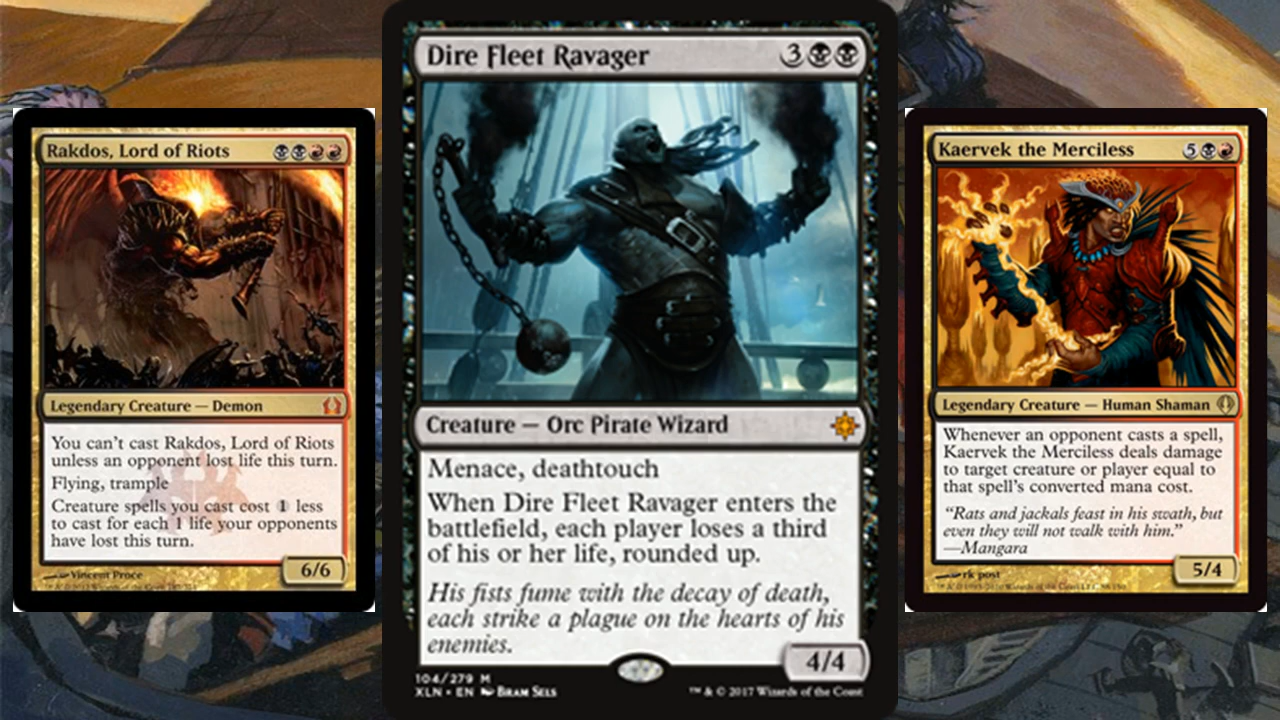 Rakdos, Lord of Riots
Legendary Creature — Demon
You can't cast Rakdos, Lord of Riots
unless an opponent lost life this turn.
Flying, trample
Creature spells you cast cost 1 less
to cast for each 1 life your opponents
have lost this turn.
Vincent Proce
6/6
Dire Fleet Ravager
3
Creature — Orc Pirate Wizard
Menace, deathtouch
When Dire Fleet Ravager enters the
battlefield, each player loses a third
of his or her life, rounded up.
His fists fume with the decay of death,
each strike a plague on the hearts of his
enemies.
4/4
104/279 M
XLN • EN Bram Sels
™ & © 2017 Wizards of the Coast
Kaervek the Merciless
5
Legendary Creature — Human Shaman
Whenever an opponent casts a spell,
Kaervek the Merciless deals damage
to target creature or player equal to
that spell's converted mana cost.
"Rats and jackals feast in his swath, but
even they will not walk with him."
—Mangara
rk post
5/4